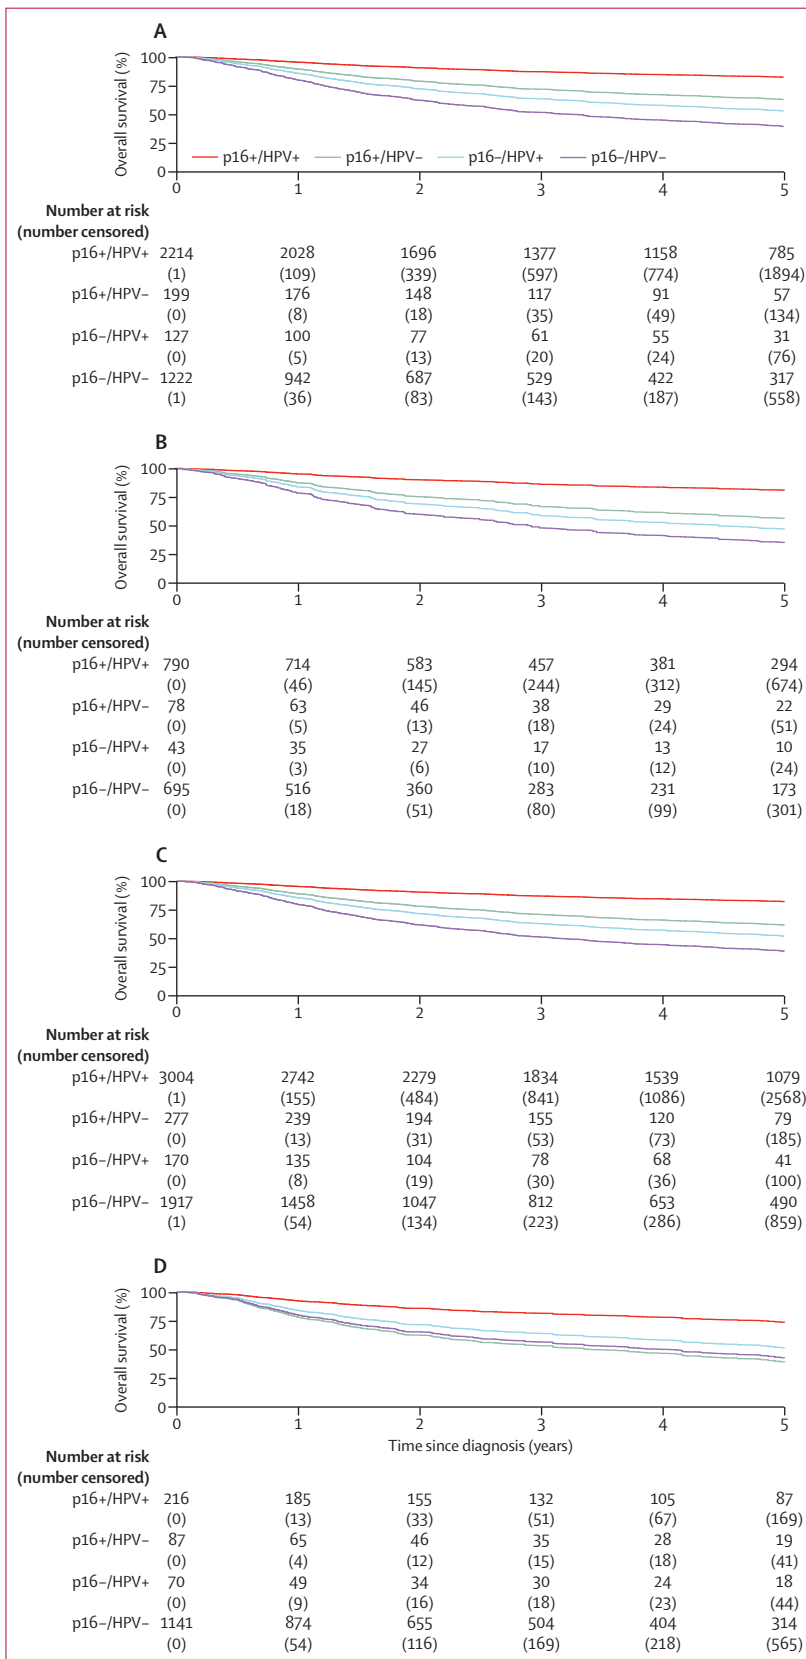 A
Overall survival (%)
100
75
50
25
0
p16+/HPV+ p16+/HPV– p16–/HPV+ p16–/HPV–
0 1 2 3 4 5
Number at risk
(number censored)
p16+/HPV+ 2214 2028 1696 1377 1158 785
(1) (109) (339) (597) (774) (1894)
p16+/HPV– 199 176 148 117 91 57
(0) (8) (18) (35) (49) (134)
p16–/HPV+ 127 100 77 61 55 31
(0) (5) (13) (20) (24) (76)
p16–/HPV– 1222 942 687 529 422 317
(1) (36) (83) (143) (187) (558)
B
Overall survival (%)
100
75
50
25
0
0 1 2 3 4 5
Number at risk
(number censored)
p16+/HPV+ 790 714 583 457 381 294
(0) (46) (145) (244) (312) (674)
p16+/HPV– 78 63 46 38 29 22
(0) (5) (13) (18) (24) (51)
p16–/HPV+ 43 35 27 17 13 10
(0) (3) (6) (10) (12) (24)
p16–/HPV– 695 516 360 283 231 173
(0) (18) (51) (80) (99) (301)
C
Overall survival (%)
100
75
50
25
0
0 1 2 3 4 5
Number at risk
(number censored)
p16+/HPV+ 3004 2742 2279 1834 1539 1079
(1) (155) (484) (841) (1086) (2568)
p16+/HPV– 277 239 194 155 120 79
(0) (13) (31) (53) (73) (185)
p16–/HPV+ 170 135 104 78 68 41
(0) (8) (19) (30) (36) (100)
p16–/HPV– 1917 1458 1047 812 653 490
(1) (54) (134) (223) (286) (859)
D
Overall survival (%)
100
75
50
25
0
0 1 2 3 4 5
Time since diagnosis (years)
Number at risk
(number censored)
p16+/HPV+ 216 185 155 132 105 87
(0) (13) (33) (51) (67) (169)
p16+/HPV– 87 65 46 35 28 19
(0) (4) (12) (15) (18) (41)
p16–/HPV+ 70 49 34 30 24 18
(0) (9) (16) (18) (23) (44)
p16–/HPV– 1141 874 655 504 404 314
(0) (54) (116) (169) (218) (565)